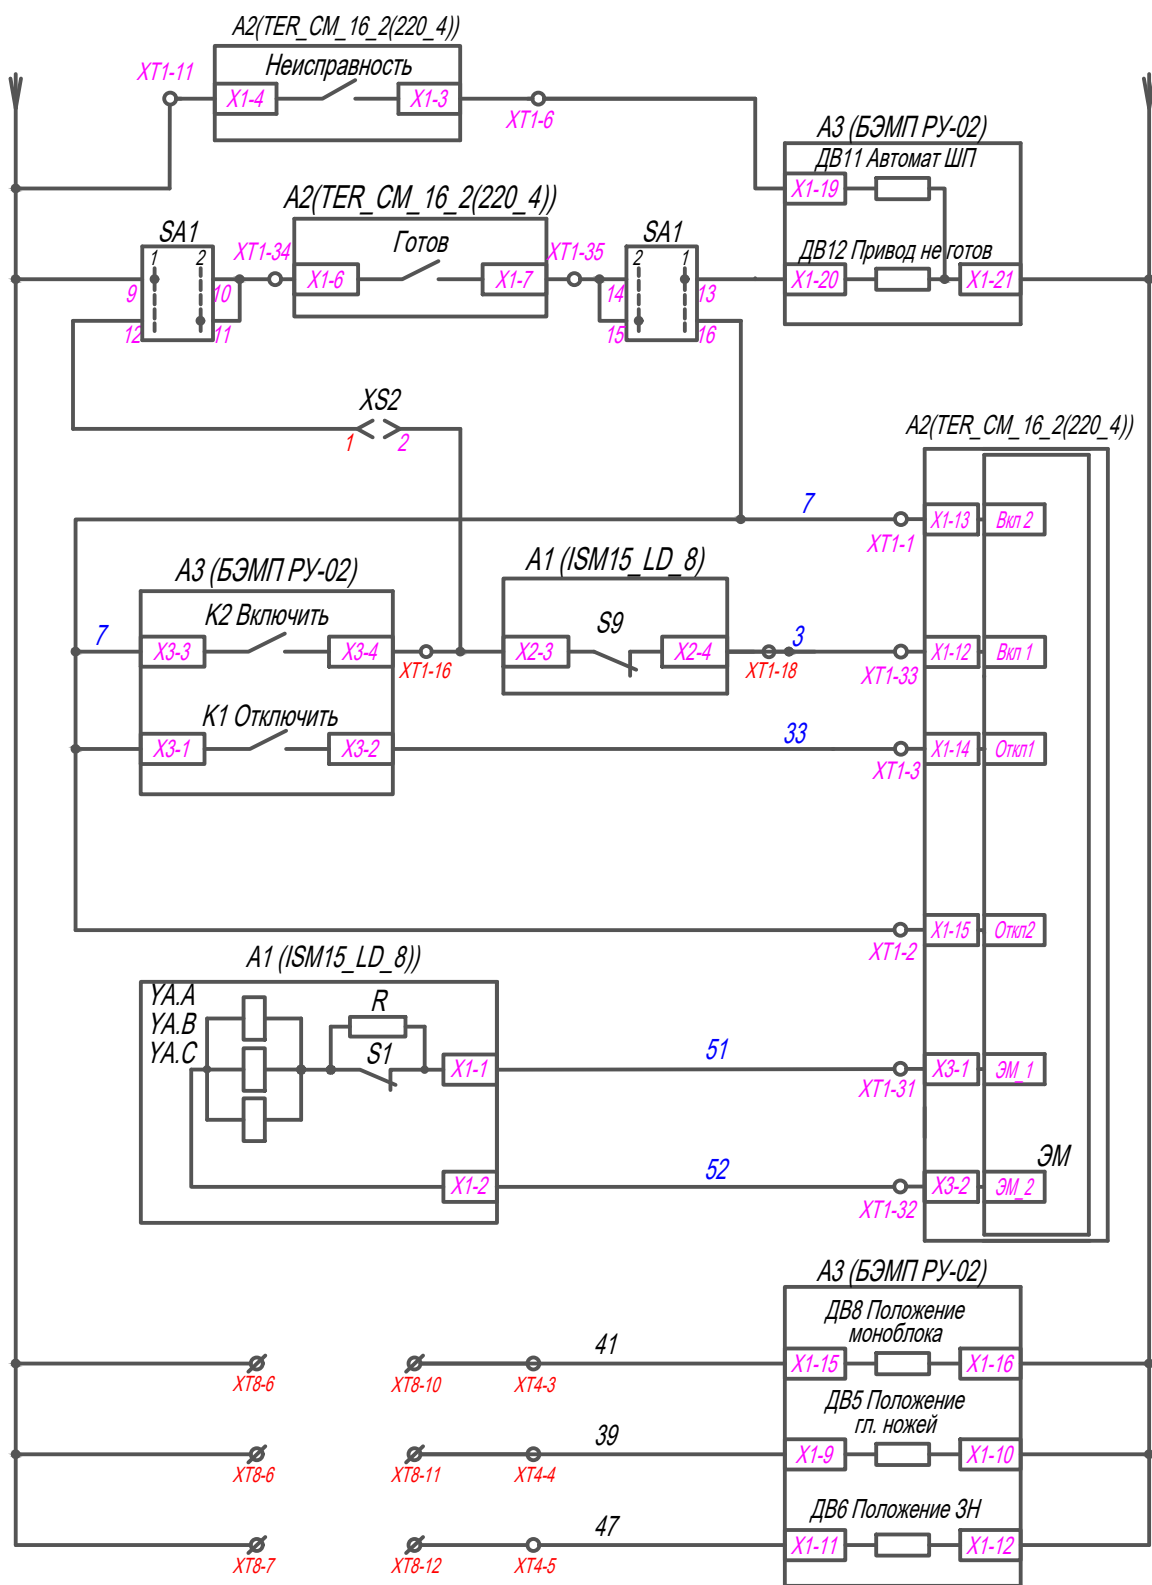 A2(TER_CM_16_2(220_4))
Неисправность
XT1-11
X1-4
X1-3
XT1-6
A3 (БЭМП РУ-02)
ДВ11 Автомат ШП
X1-19
A2(TER_CM_16_2(220_4))
SA1
XT1-34
Готов
XT1-35
SA1
ДВ12 Привод не готов
1
2
2
1
9
10
X1-6
X1-7
14
13
X1-20
X1-21
12
11
15
16
XS2
1
2
A2(TER_CM_16_2(220_4))
7
X1-13
Вкл 2
XT1-1
A3 (БЭМП РУ-02)
A1 (ISM15_LD_8)
K2 Включить
S9
7
X3-3
X3-4
XT1-16
X2-3
X2-4
XT1-18
3
XT1-33
X1-12
Вкл 1
K1 Отключить
X3-1
X3-2
33
XT1-3
X1-14
Откл1
XT1-2
X1-15
Откл2
A1 (ISM15_LD_8))
YA.A
YA.B
YA.C
R
S1
X1-1
51
XT1-31
X3-1
ЭМ_1
X1-2
52
XT1-32
X3-2
ЭМ_2
ЭМ
A3 (БЭМП РУ-02)
ДВ8 Положение
моноблока
41
XT8-6
XT8-10
XT4-3
X1-15
X1-16
ДВ5 Положение
гл. ножей
39
XT8-6
XT8-11
XT4-4
X1-9
X1-10
ДВ6 Положение ЗН
47
XT8-7
XT8-12
XT4-5
X1-11
X1-12